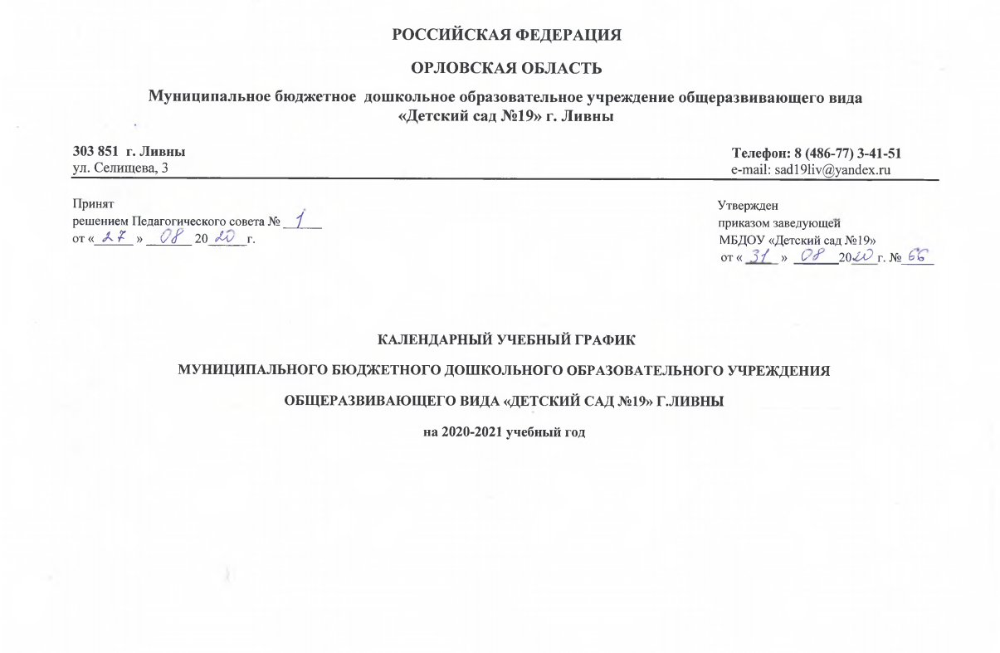 РОССИЙСКАЯ ФЕДЕРАЦИЯ
ОРЛОВСКАЯ ОБЛАСТЬ
Муниципальное бюджетное дошкольное образовательное учреждение общеразвивающего вида
«Детский сад №19» г. Ливны
303 851 г. Ливны
ул. Селищева, 3
Телефон: 8 (486-77) 3-41-51
e-mail: sad19liv@yandex.ru
Принят
решением Педагогического совета № 1
от « 27 » 08 20 20 г.
Утвержден
приказом заведующей
МБДОУ «Детский сад №19»
от « 31 » 08 2020 г. № 66
КАЛЕНДАРНЫЙ УЧЕБНЫЙ ГРАФИК
МУНИЦИПАЛЬНОГО БЮДЖЕТНОГО ДОШКОЛЬНОГО ОБРАЗОВАТЕЛЬНОГО УЧРЕЖДЕНИЯ
ОБЩЕРАЗВИВАЮЩЕГО ВИДА «ДЕТСКИЙ САД №19» Г.ЛИВНЫ
на 2020-2021 учебный год